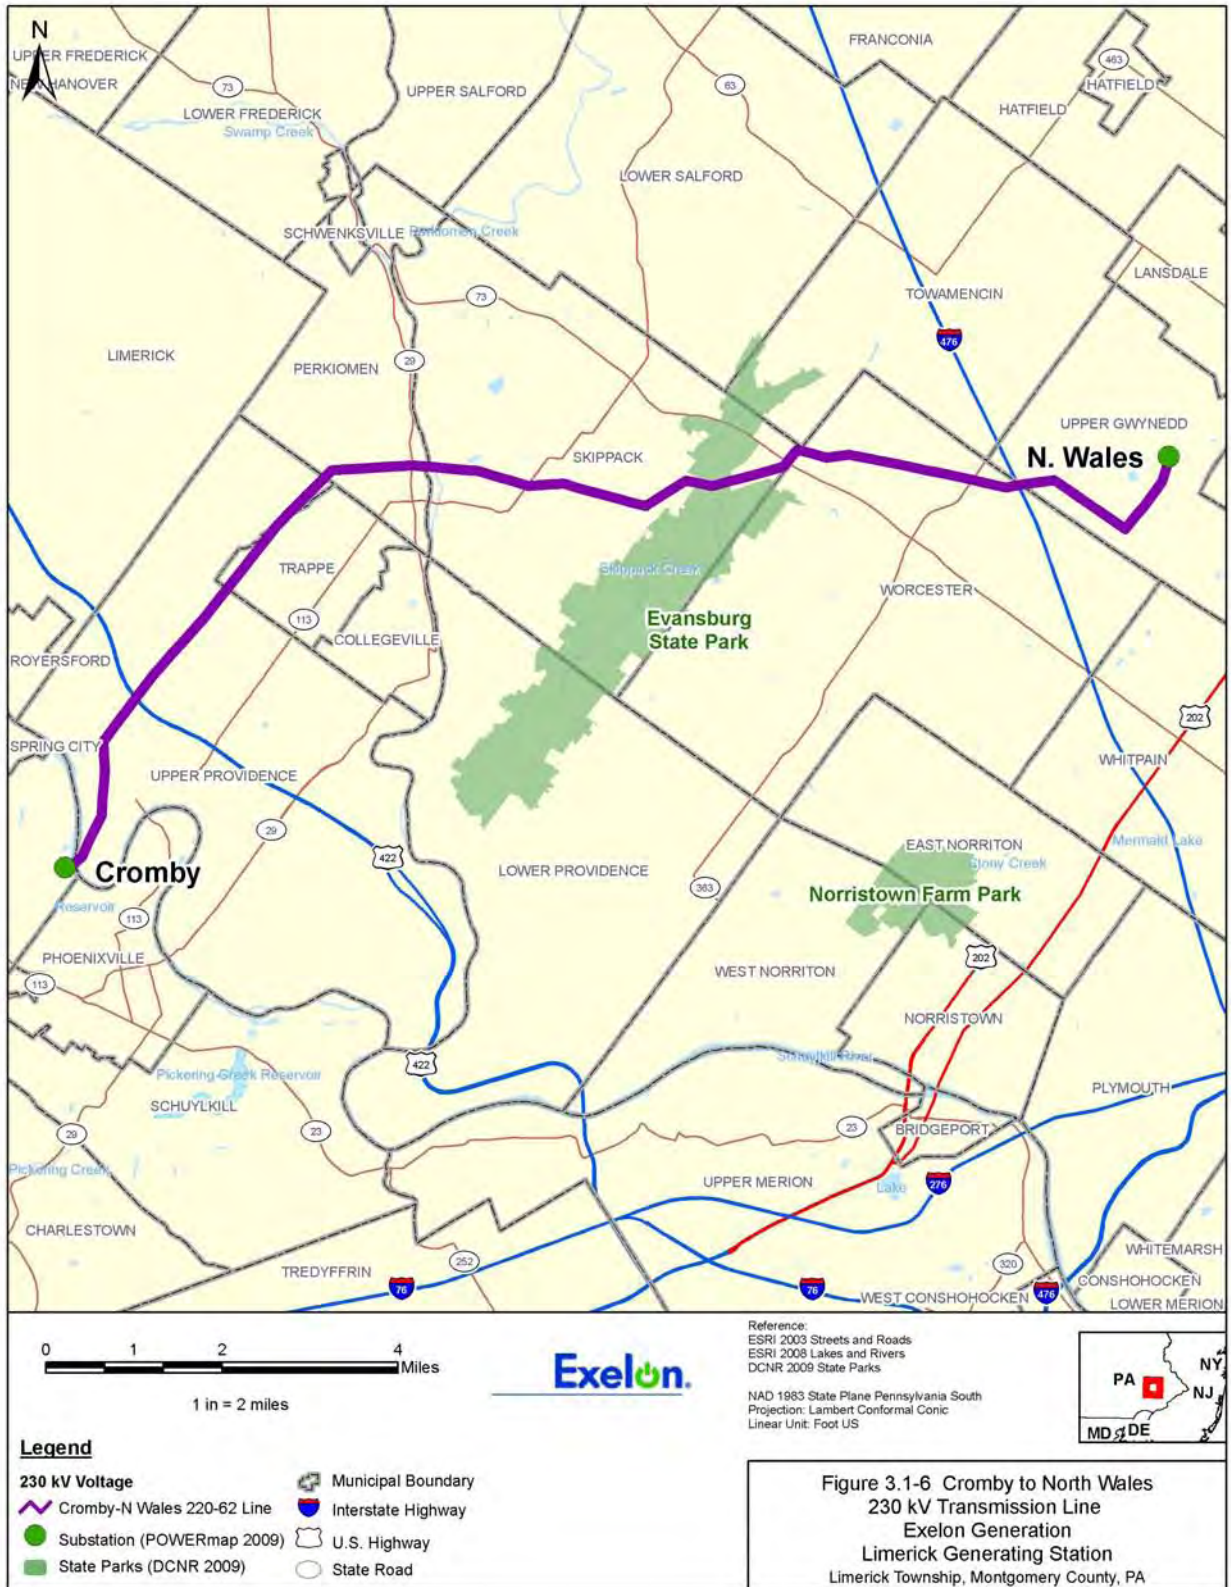 N
UPPER FREDERICK
NEW HANOVER
73
LOWER FREDERICK
Swamp Creek
UPPER SALFORD
FRANCONIA
63
463
HATFIELD
HATFIELD
LOWER SALFORD
SCHWENKSVILLE
Perkiomen Creek
LANSDALE
73
TOWAMENCIN
476
LIMERICK
PERKIOMEN
29
UPPER GWYNEDD
SKIPPACK
N. Wales
TRAPPE
Skippack Creek
WORCESTER
113
Evansburg
State Park
COLLEGEVILLE
ROYERSFORD
202
SPRING CITY
UPPER PROVIDENCE
WHITPAIN
29
Mermaid Lake
EAST NORRITON
Stony Creek
422
Cromby
LOWER PROVIDENCE
363
Norristown Farm Park
Reservoir
113
PHOENIXVILLE
202
WEST NORRITON
113
NORRISTOWN
422
Schuylkill River
Pickering Creek Reservoir
PLYMOUTH
SCHUYLKILL
29
23
23
BRIDGEPORT
Pickering Creek
UPPER MERION
Lake
276
CHARLESTOWN
WHITEMARSH
252
320
TREDYFFRIN
76
76
WEST CONSHOHOCKEN
476
CONSHOHOCKEN
LOWER MERION
0 1 2 4
Miles
1 in = 2 miles
Exelon.
Reference:
ESRI 2003 Streets and Roads
ESRI 2008 Lakes and Rivers
DCNR 2009 State Parks
NAD 1983 State Plane Pennsylvania South
Projection: Lambert Conformal Conic
Linear Unit: Foot US
NY
PA
NJ
MD
DE
Legend
230 kV Voltage
Cromby-N Wales 220-62 Line
Substation (POWERmap 2009)
State Parks (DCNR 2009)
Municipal Boundary
Interstate Highway
U.S. Highway
State Road
Figure 3.1-6 Cromby to North Wales
230 kV Transmission Line
Exelon Generation
Limerick Generating Station
Limerick Township, Montgomery County, PA